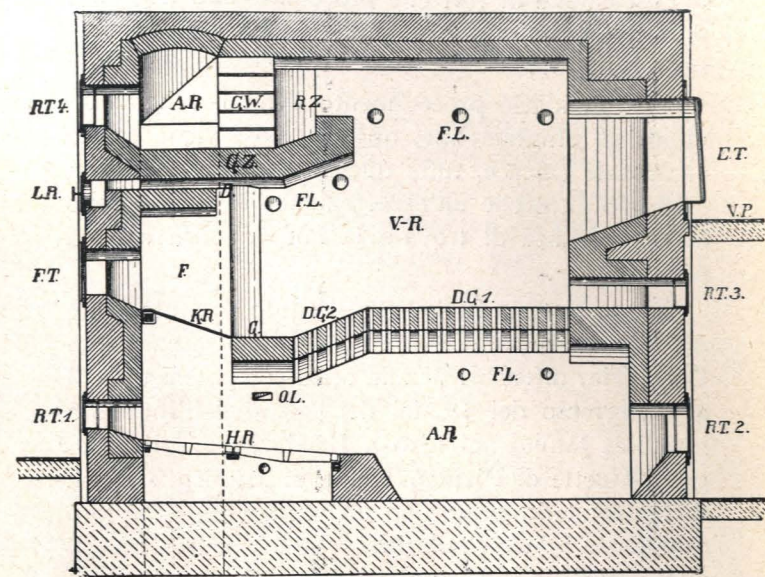 R.T.4. A.R. G.W. R.Z. F.L. E.T.
G.Z.
L.R. B. F.L. V.-R. V.P.
F.T. F. D.G.2 D.G.1. R.T.3.
K.R. G.
F.L.
O.L.
R.T.1. H.R. A.R. R.T.2.